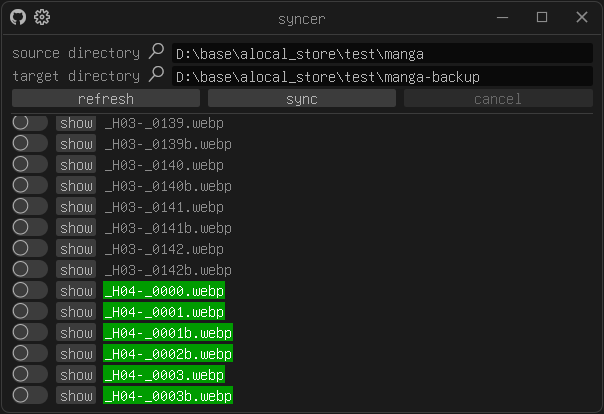 syncer
source directory D:\base\alocal_store\test\manga
target directory D:\base\alocal_store\test\manga-backup
refresh sync cancel
show _H03-_0139.webp
show _H03-_0139b.webp
show _H03-_0140.webp
show _H03-_0140b.webp
show _H03-_0141.webp
show _H03-_0141b.webp
show _H03-_0142.webp
show _H03-_0142b.webp
show _H04-_0000.webp
show _H04-_0001.webp
show _H04-_0001b.webp
show _H04-_0002b.webp
show _H04-_0003.webp
show _H04-_0003b.webp